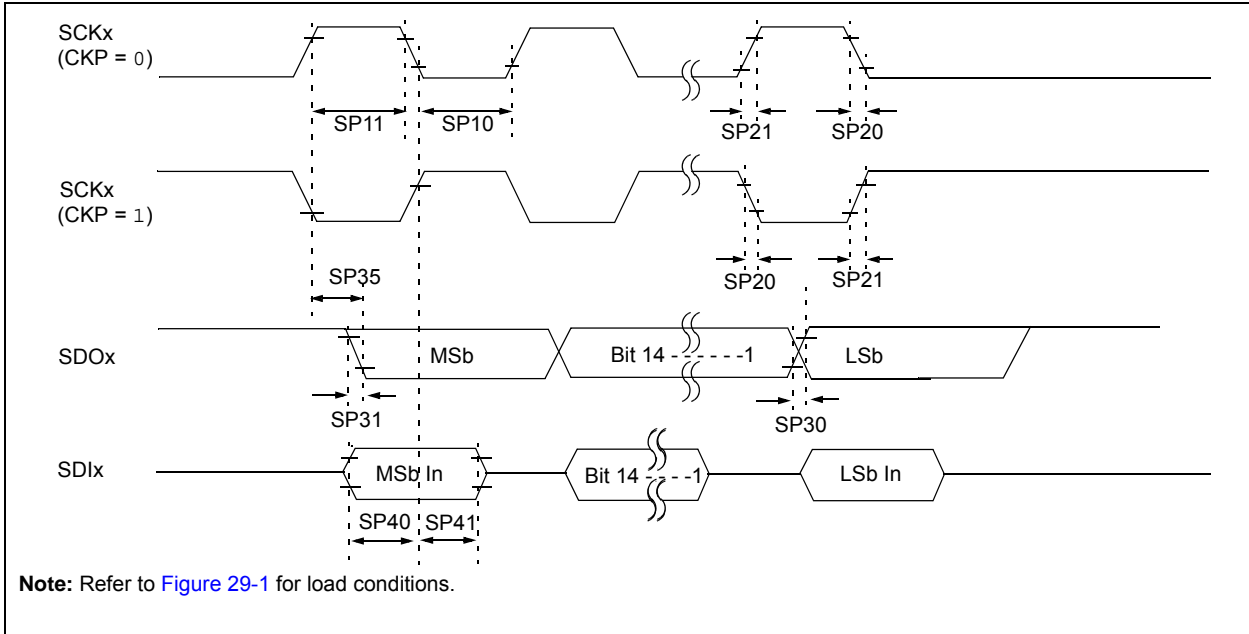 SCKx
(CKP = 0)
SP11
SP10
SP21
SP20
SCKx
(CKP = 1)
SP35
SP20
SP21
SDOx
MSb
Bit 14 - - - - - -1
LSb
SP31
SP30
SDIx
MSb In
Bit 14 - - - -1
LSb In
SP40
SP41
Note: Refer to Figure 29-1 for load conditions.